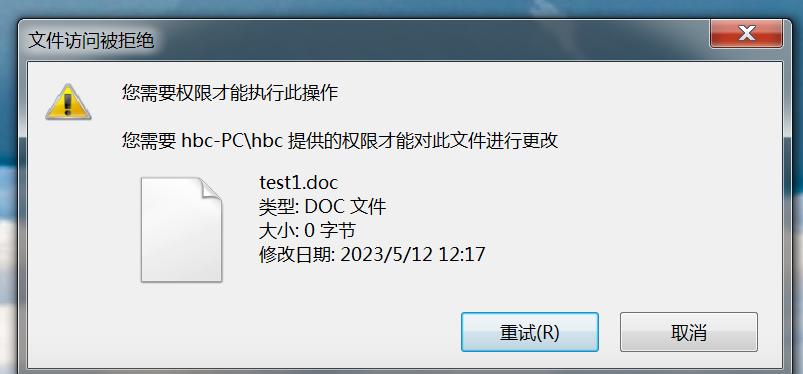 文件访问被拒绝
您需要权限才能执行此操作
您需要 hbc-PC\hbc 提供的权限才能对此文件进行更改
test1.doc
类型: DOC 文件
大小: 0 字节
修改日期: 2023/5/12 12:17
重试(R)
取消